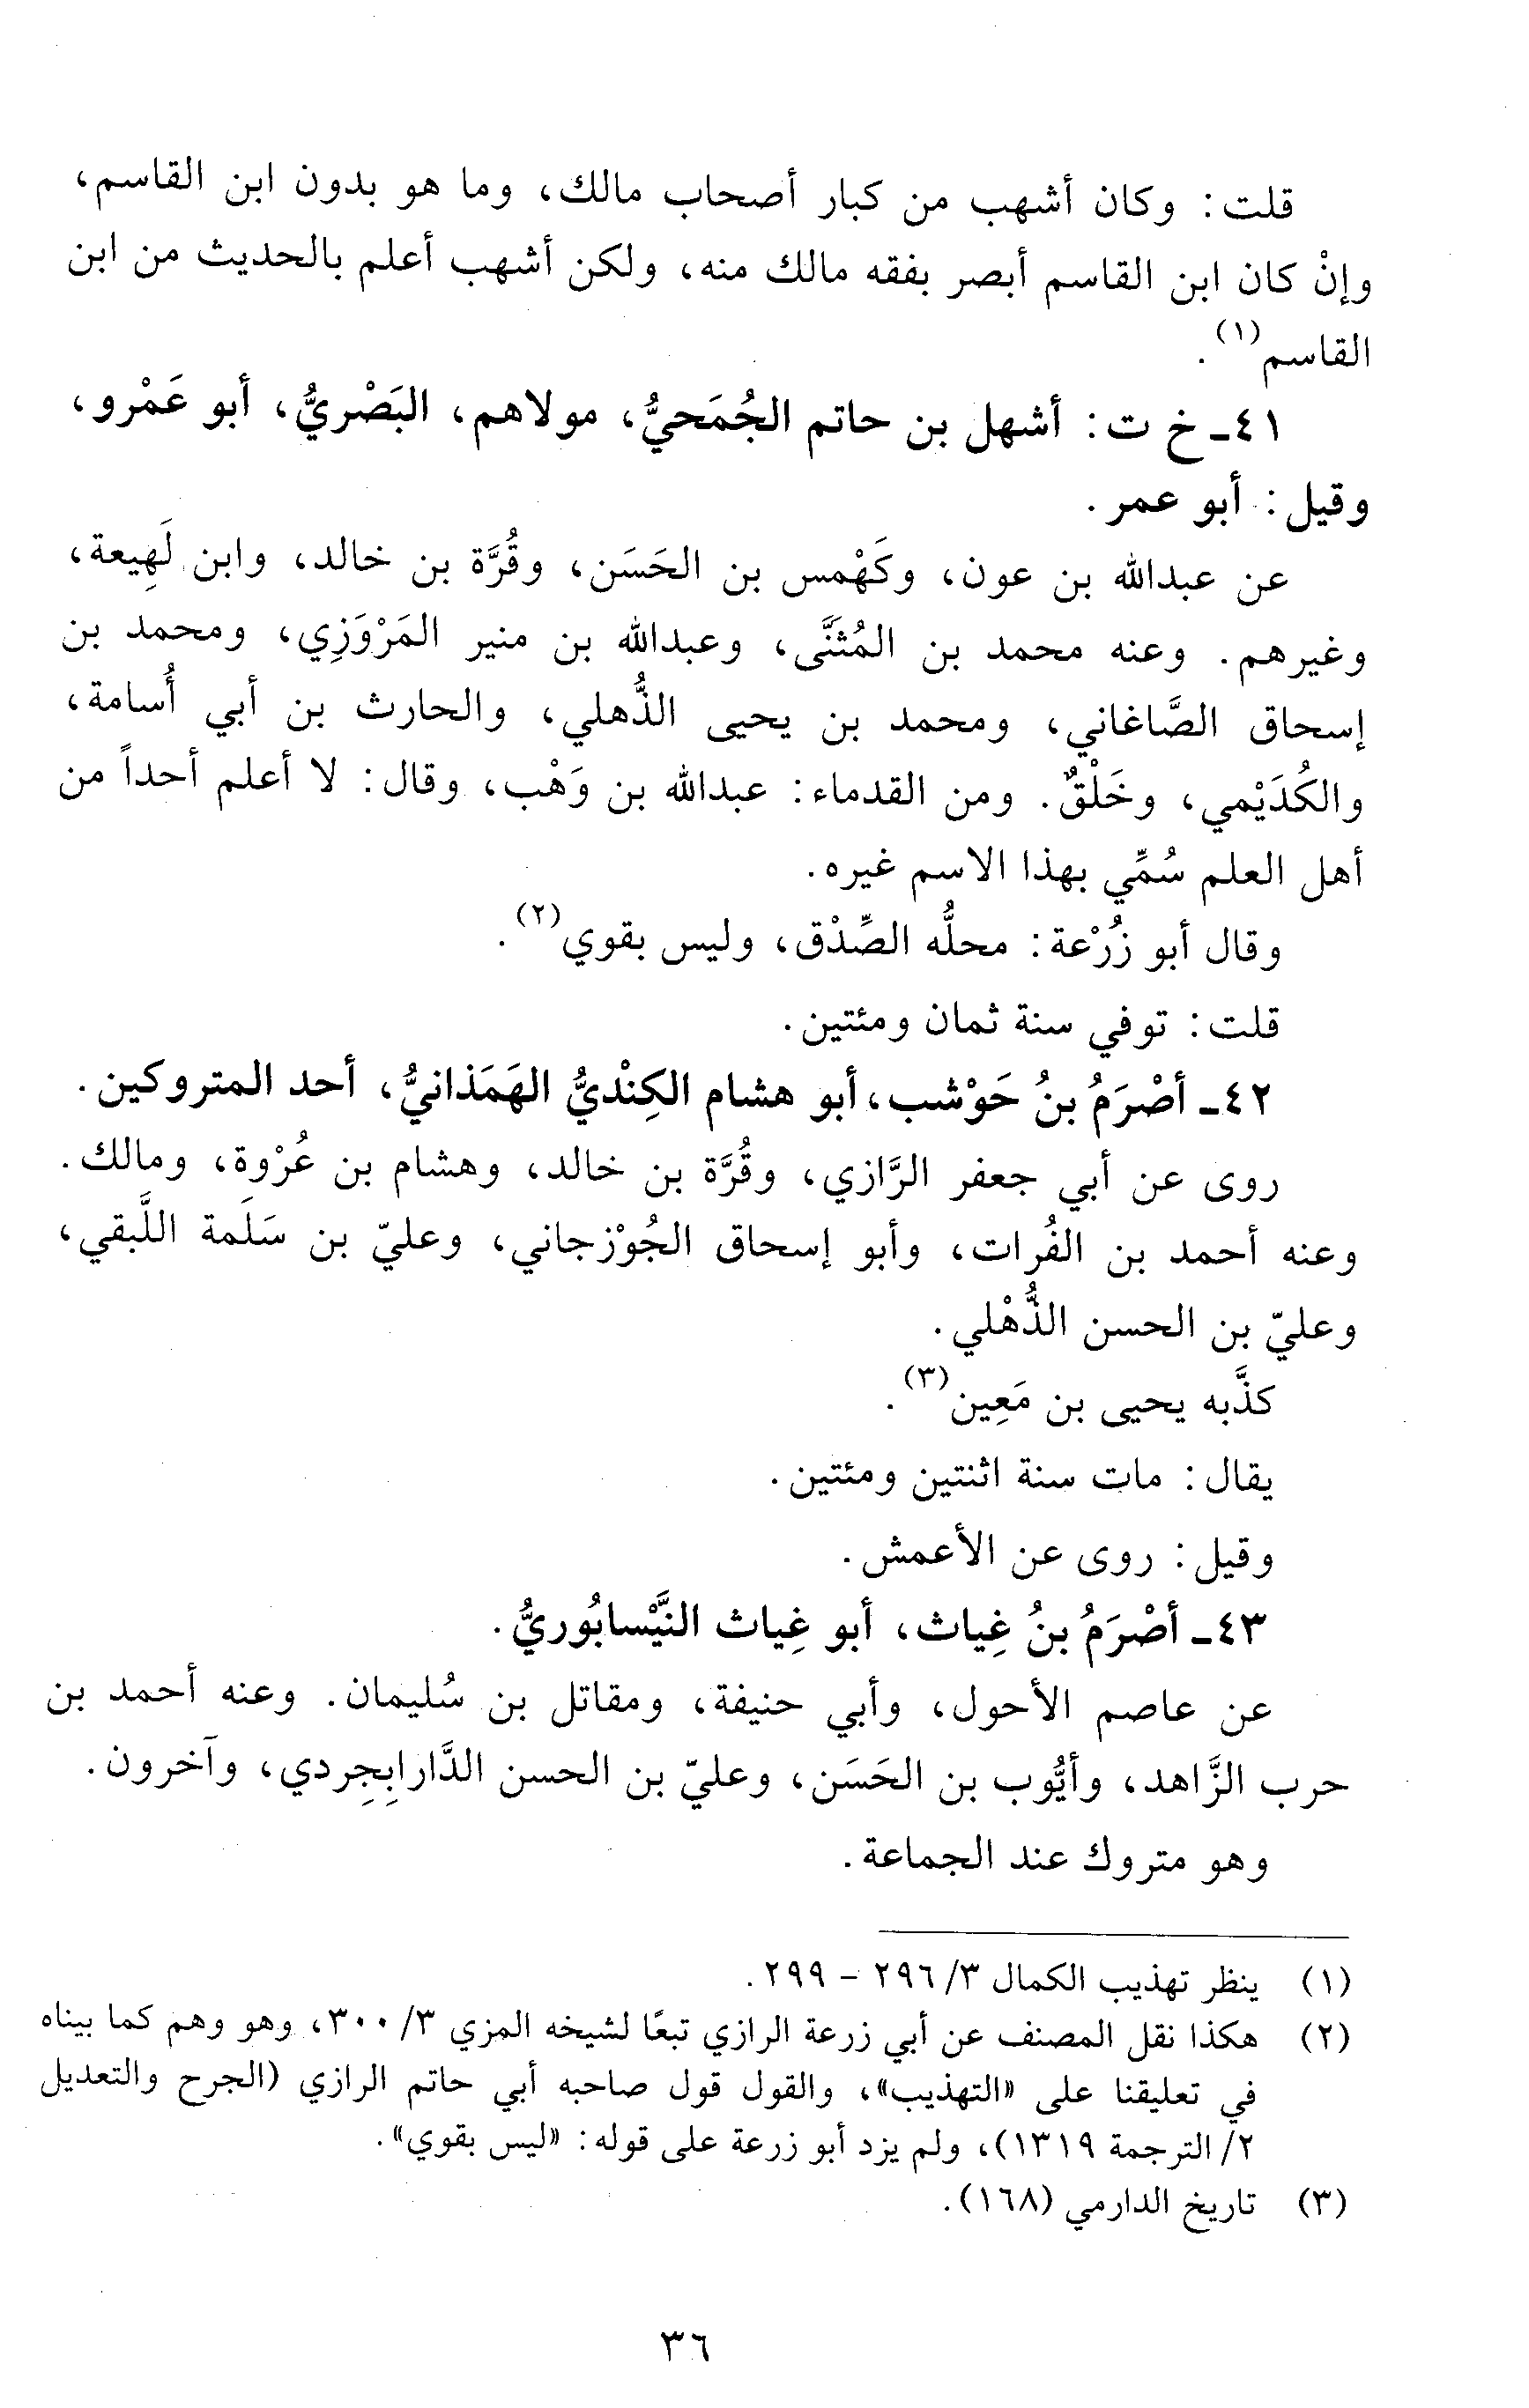 قلت: وكان أشهب من كبار أصحاب مالك، وما هو بدون ابن القاسم،
وإنْ كان ابن القاسم أبصر بفقه مالك منه، ولكن أشهب أعلم بالحديث من ابن
القاسم(١).
٤١ـ خ ت: أشهل بن حاتم الجُمَحيُّ، مولاهم، البَصْريُّ، أبو عَمْرو،
وقيل: أبو عمر.
عن عبدالله بن عون، وكَهْمس بن الحَسَن، وقُرَّة بن خالد، وابن لَهِيعة،
وغيرهم. وعنه محمد بن المُثنَّى، وعبدالله بن منير المَرْوَزِي، ومحمد بن
إسحاق الصَّاغاني، ومحمد بن يحيى الذُّهلي، والحارث بن أبي أُسامة،
والكُدَيْمي، وخَلْقٌ. ومن القدماء: عبدالله بن وَهْب، وقال: لا أعلم أحداً من
أهل العلم سُمِّي بهذا الاسم غيره.
وقال أبو زُرْعة: محلُّه الصِّدْق، وليس بقوي(٢).
قلت: توفي سنة ثمان ومئتين.
٤٢ـ أصْرَمُ بنُ حَوْشب، أبو هشام الكِنْديُّ الهَمَذانيُّ، أحد المتروكين.
روى عن أبي جعفر الرَّازي، وقُرَّة بن خالد، وهشام بن عُرْوة، ومالك.
وعنه أحمد بن الفُرات، وأبو إسحاق الجُوْزجاني، وعليّ بن سَلَمة اللَّبقي،
وعليّ بن الحسن الذُّهْلي.
كذَّبه يحيى بن مَعِين(٣).
يقال: مات سنة اثنتين ومئتين.
وقيل: روى عن الأعمش.
٤٣ـ أصْرَمُ بنُ غِياث، أبو غِياث النَّيْسابُوريُّ.
عن عاصم الأحول، وأبي حنيفة، ومقاتل بن سُليمان. وعنه أحمد بن
حرب الزَّاهد، وأيُّوب بن الحَسَن، وعليّ بن الحسن الدَّارابِجِردي، وآخرون.
وهو متروك عند الجماعة.
(١) ينظر تهذيب الكمال ٣/ ٢٩٦ - ٢٩٩.
(٢) هكذا نقل المصنف عن أبي زرعة الرازي تبعًا لشيخه المزي ٣/ ٣٠٠، وهو وهم كما بيناه
في تعليقنا على «التهذيب»، والقول قول صاحبه أبي حاتم الرازي (الجرح والتعديل
٢/ الترجمة ١٣١٩)، ولم يزد أبو زرعة على قوله: «ليس بقوي».
(٣) تاريخ الدارمي (١٦٨).
٣٦